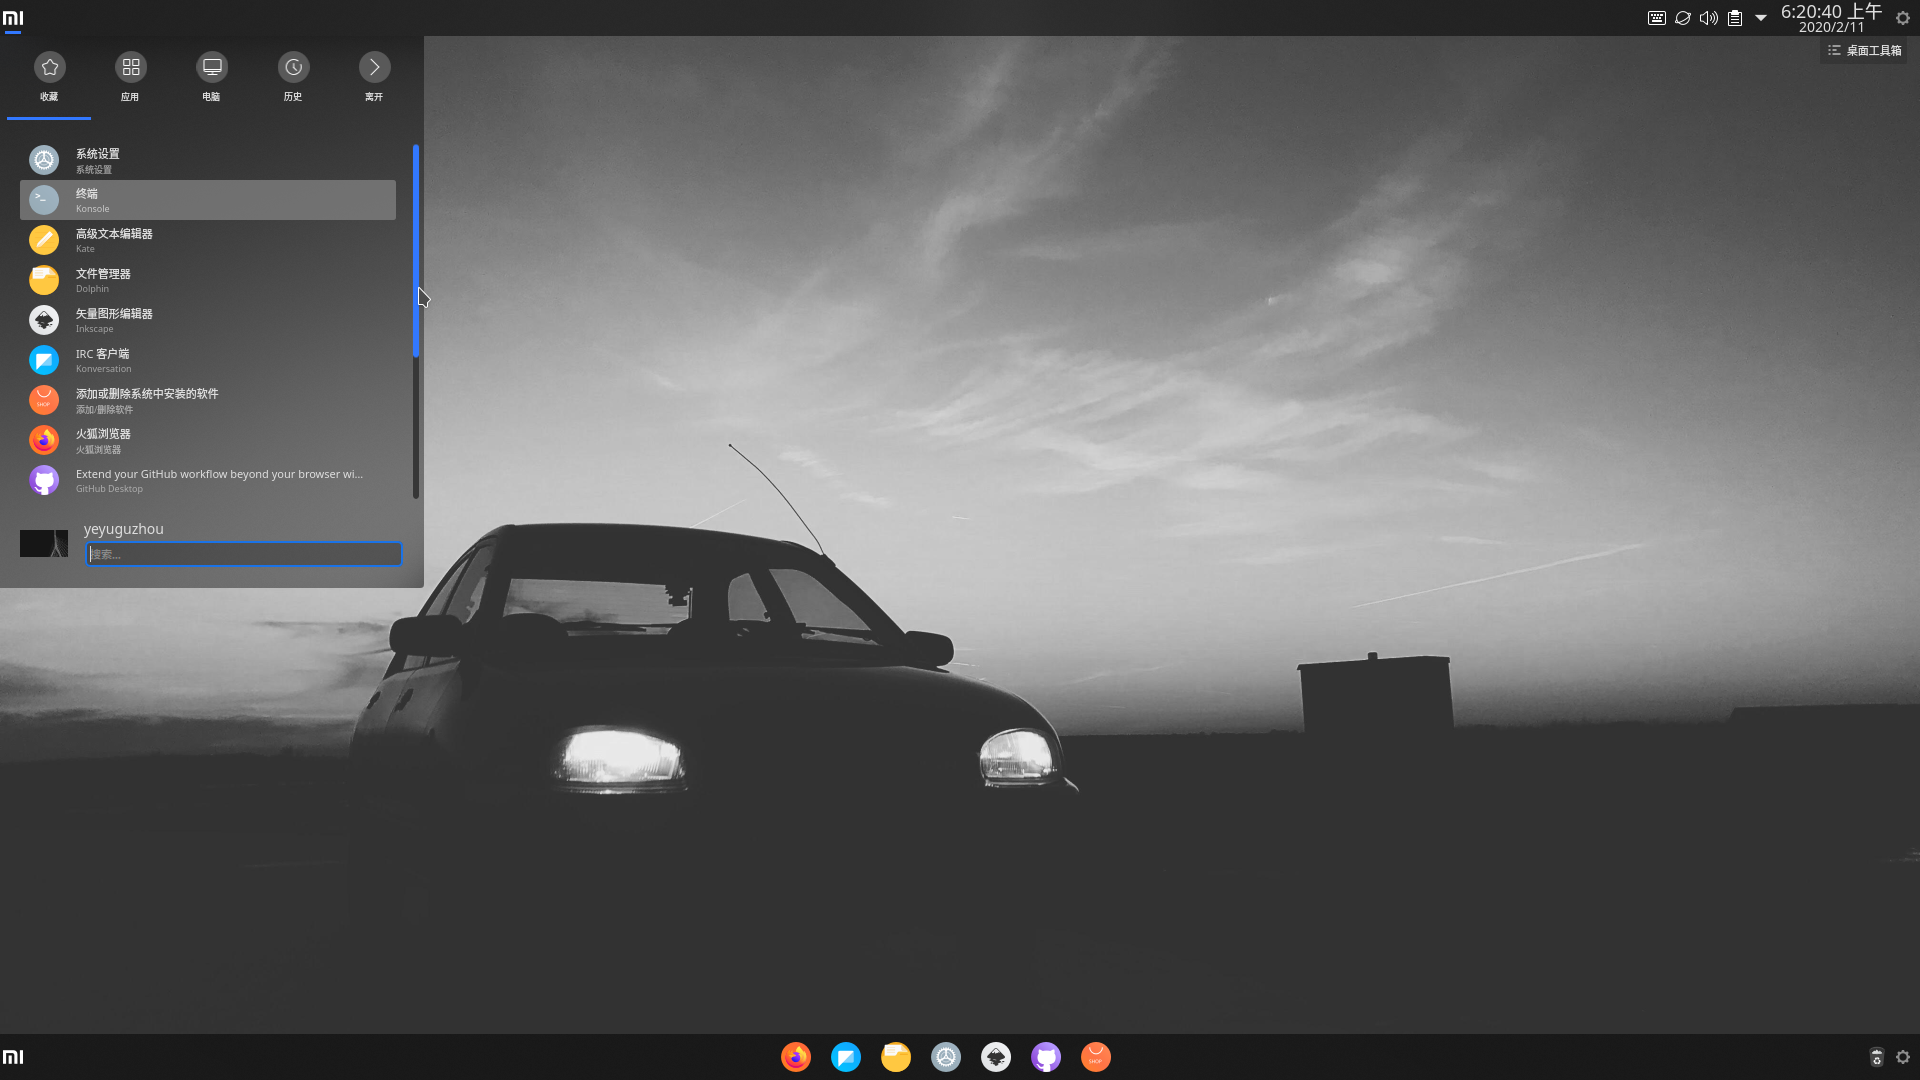 6:20:40 上午
2020/2/11
桌面工具箱
收藏
应用
电脑
历史
离开
系统设置
系统设置
>_
终端
Konsole
高级文本编辑器
Kate
文件管理器
Dolphin
矢量图形编辑器
Inkscape
IRC 客户端
Konversation
SHOP
添加或删除系统中安装的软件
添加/删除软件
火狐浏览器
火狐浏览器
Extend your GitHub workflow beyond your browser wi...
GitHub Desktop
yeyuguzhou
搜索...
SHOP